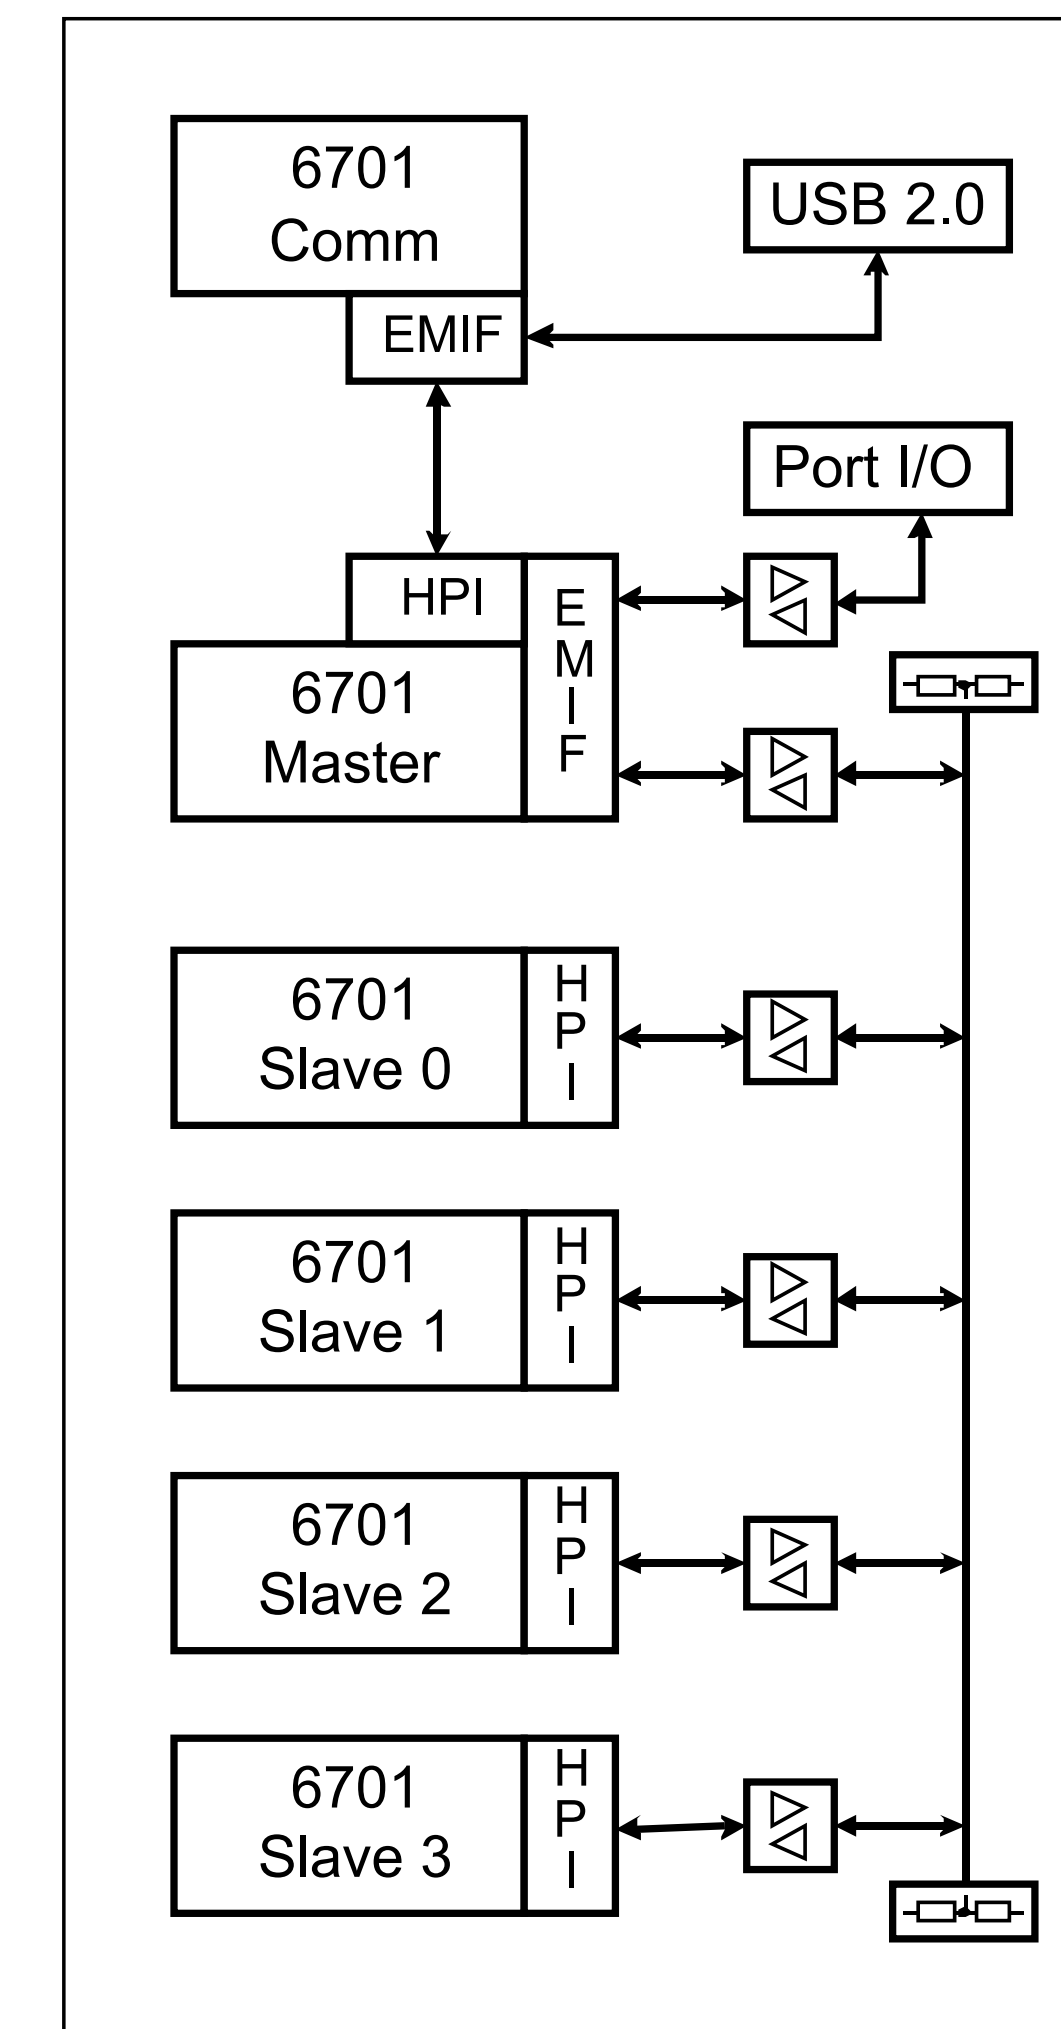 6701
Comm
USB 2.0
EMIF
Port I/O
HPI
E
M
I
F
6701
Master
6701
Slave 0
H
P
I
6701
Slave 1
H
P
I
6701
Slave 2
H
P
I
6701
Slave 3
H
P
I